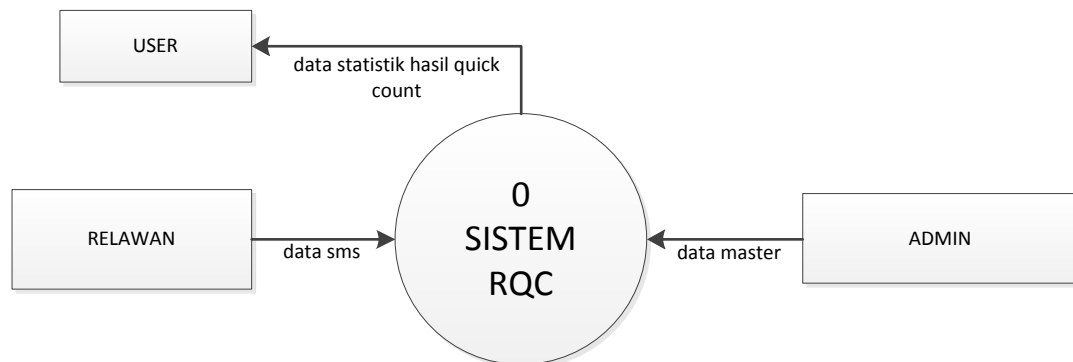 USER
data statistik hasil quick
count
0
SISTEM
RQC
RELAWAN
data sms
data master
ADMIN